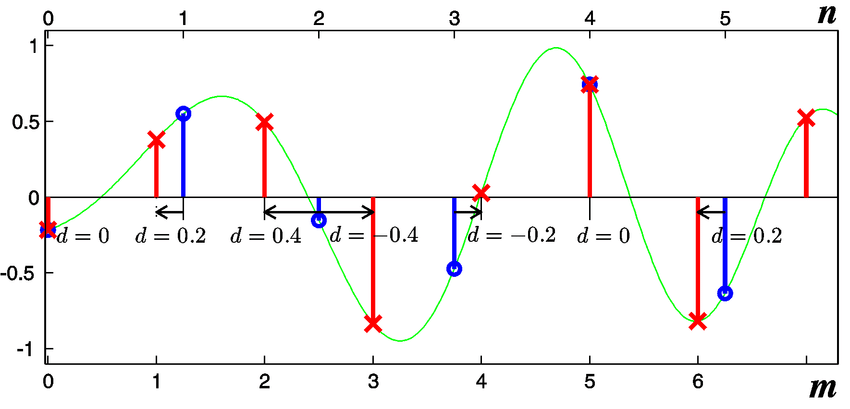 0 1 2 3 4 5 n
1
0.5
0
d = 0 d = 0.2 d = 0.4 d = −0.4 d = −0.2 d = 0 d = 0.2
-0.5
-1
0 1 2 3 4 5 6 m